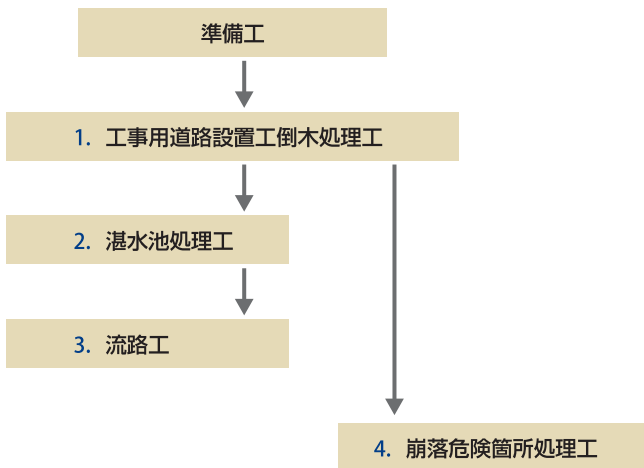 準備工
1. 工事用道路設置工倒木処理工
2. 湛水池処理工
3. 流路工
4. 崩落危険箇所処理工